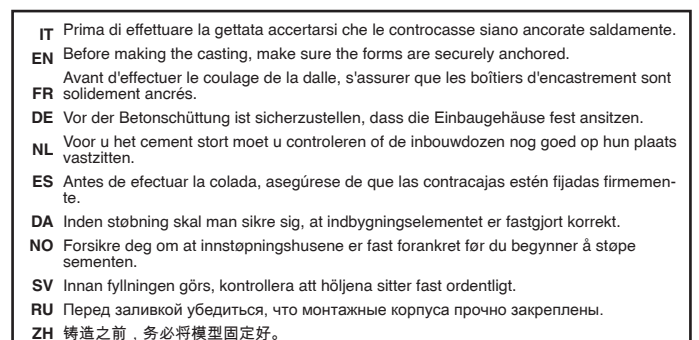 IT Prima di effettuare la gettata accertarsi che le controcasse siano ancorate saldamente.
EN Before making the casting, make sure the forms are securely anchored.
FR Avant d'effectuer le coulage de la dalle, s'assurer que les boîtiers d'encastrement sont
solidement ancrés.
DE Vor der Betonschüttung ist sicherzustellen, dass die Einbaugehäuse fest ansitzen.
NL Voor u het cement stort moet u controleren of de inbouwdozen nog goed op hun plaats
vastzitten.
ES Antes de efectuar la colada, asegúrese de que las contracajas estén fijadas firmemen-
te.
DA Inden støbning skal man sikre sig, at indbygningselementet er fastgjort korrekt.
NO Forsikre deg om at innstøpningshusene er fast forankret før du begynner å støpe
sementen.
SV Innan fyllningen görs, kontrollera att höljena sitter fast ordentligt.
RU Перед заливкой убедиться, что монтажные корпуса прочно закреплены.
ZH 铸造之前，务必将模型固定好。